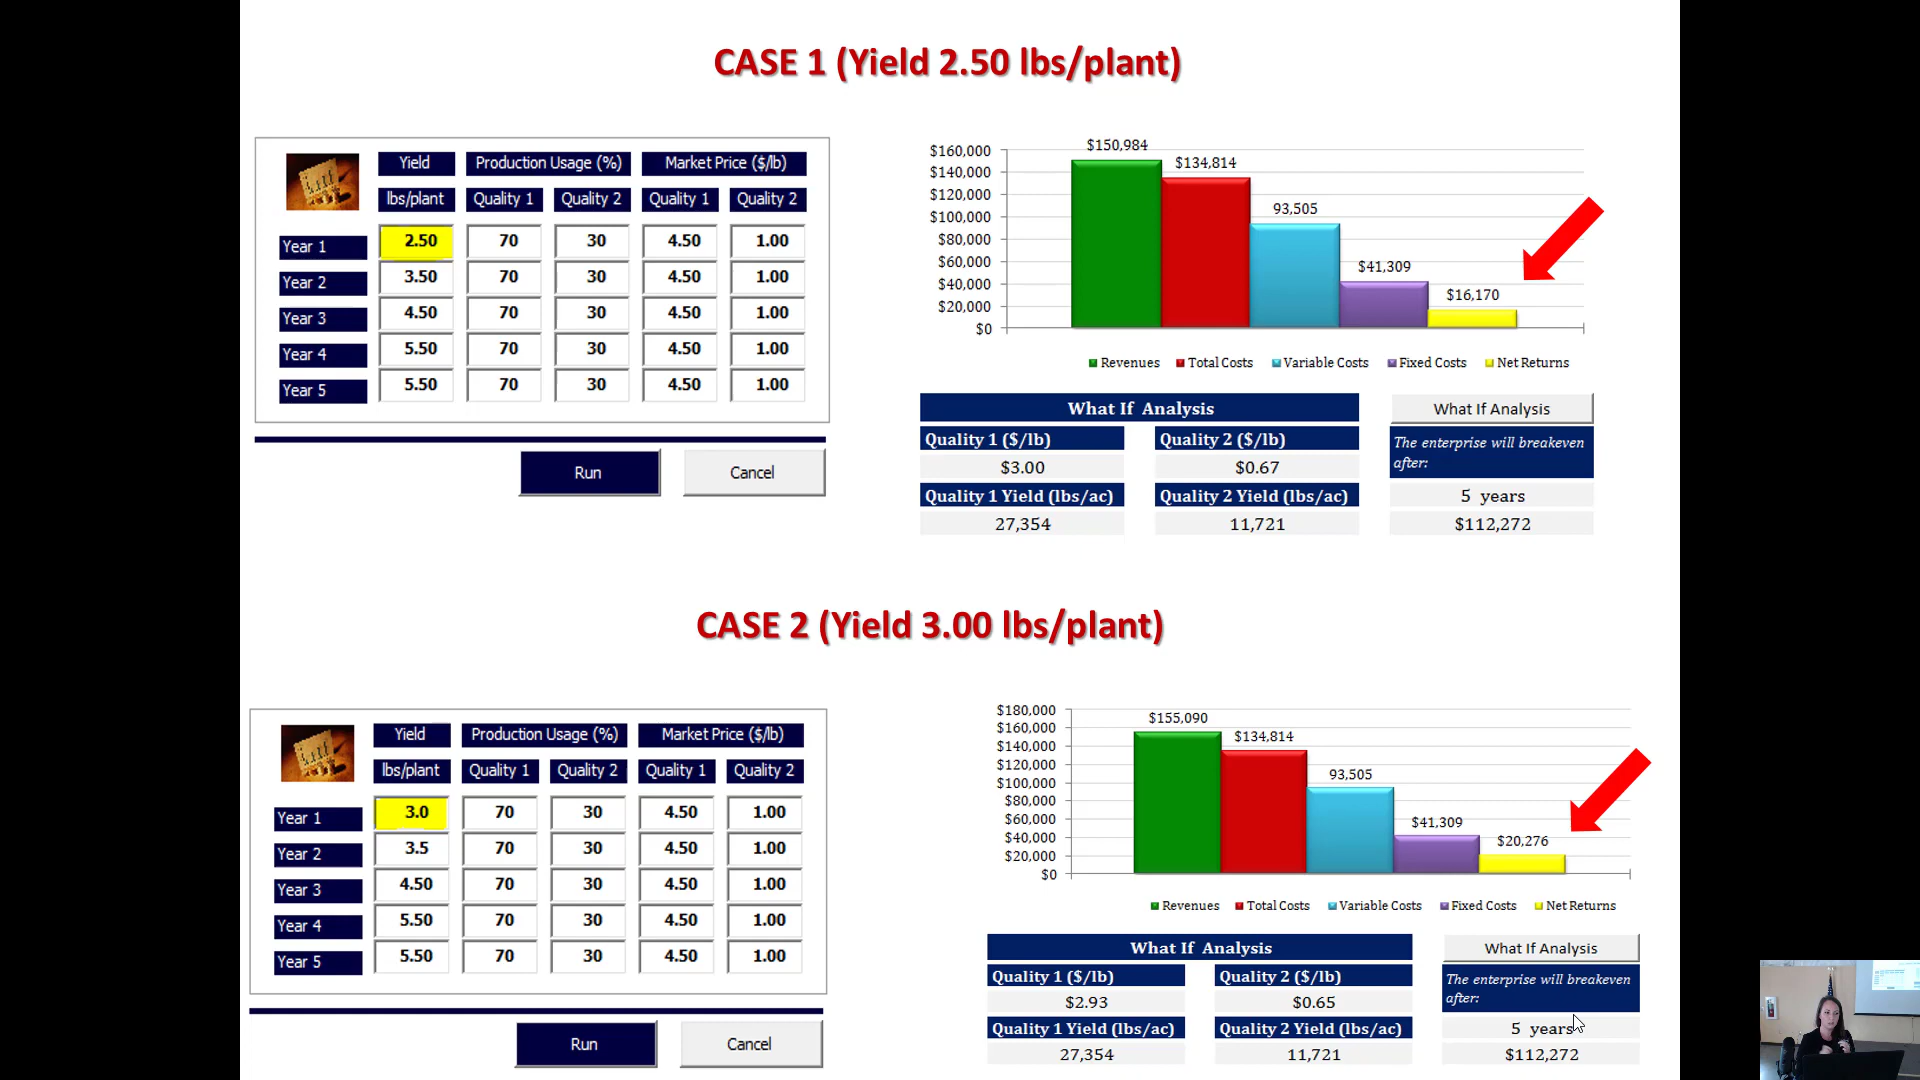 CASE 1 (Yield 2.50 lbs/plant)
Yield Production Usage (%) Market Price ($/lb)
lbs/plant Quality 1 Quality 2 Quality 1 Quality 2
Year 1 2.50 70 30 4.50 1.00
Year 2 3.50 70 30 4.50 1.00
Year 3 4.50 70 30 4.50 1.00
Year 4 5.50 70 30 4.50 1.00
Year 5 5.50 70 30 4.50 1.00
Run Cancel
$160,000
$140,000
$120,000
$100,000
$80,000
$60,000
$40,000
$20,000
$0
$150,984
$134,814
93,505
$41,309
$16,170
Revenues Total Costs Variable Costs Fixed Costs Net Returns
What If Analysis
Quality 1 ($/lb) Quality 2 ($/lb)
$3.00 $0.67
Quality 1 Yield (lbs/ac) Quality 2 Yield (lbs/ac)
27,354 11,721
What If Analysis
The enterprise will breakeven
after:
5 years
$112,272
CASE 2 (Yield 3.00 lbs/plant)
Yield Production Usage (%) Market Price ($/lb)
lbs/plant Quality 1 Quality 2 Quality 1 Quality 2
Year 1 3.0 70 30 4.50 1.00
Year 2 3.5 70 30 4.50 1.00
Year 3 4.50 70 30 4.50 1.00
Year 4 5.50 70 30 4.50 1.00
Year 5 5.50 70 30 4.50 1.00
Run Cancel
$180,000
$160,000
$140,000
$120,000
$100,000
$80,000
$60,000
$40,000
$20,000
$0
$155,090
$134,814
93,505
$41,309
$20,276
Revenues Total Costs Variable Costs Fixed Costs Net Returns
What If Analysis
Quality 1 ($/lb) Quality 2 ($/lb)
$2.93 $0.65
Quality 1 Yield (lbs/ac) Quality 2 Yield (lbs/ac)
27,354 11,721
What If Analysis
The enterprise will breakeven
after:
5 years
$112,272